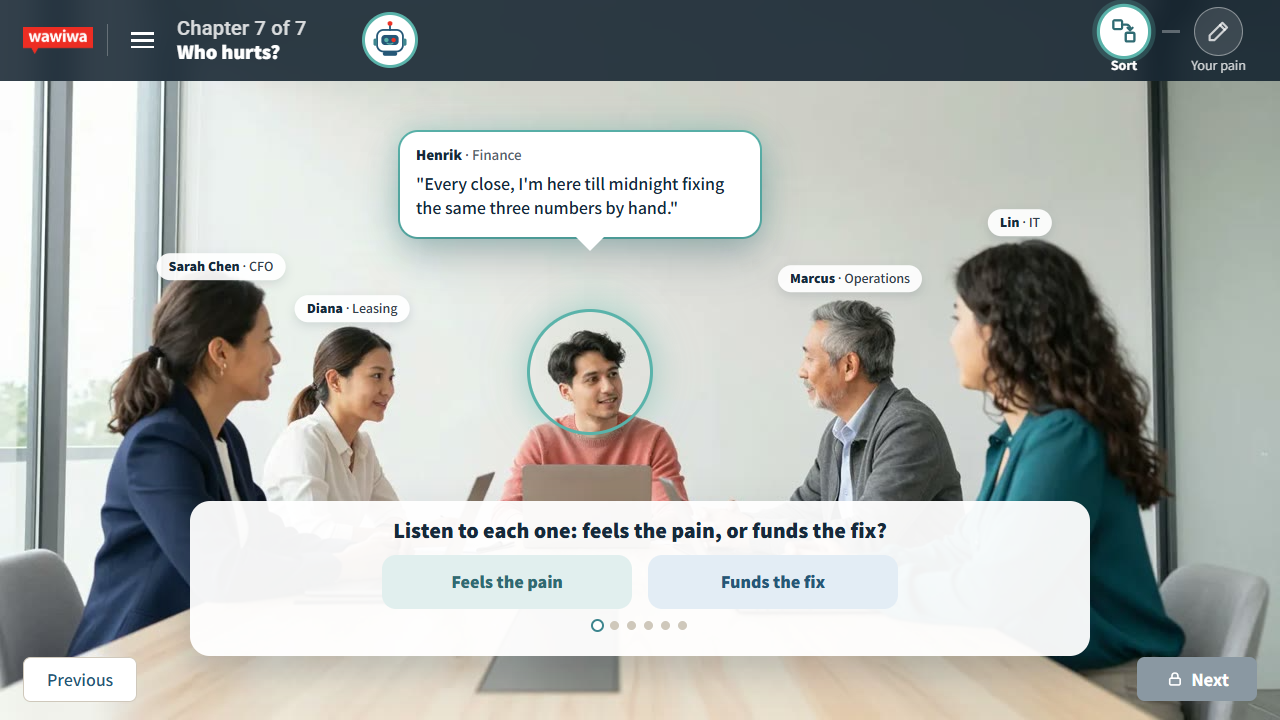 wawiwa
Chapter 7 of 7
Who hurts?
Sort
Your pain
Henrik · Finance
"Every close, I'm here till midnight fixing
the same three numbers by hand."
Lin · IT
Sarah Chen · CFO
Marcus · Operations
Diana · Leasing
Listen to each one: feels the pain, or funds the fix?
Feels the pain
Funds the fix
Previous
Next